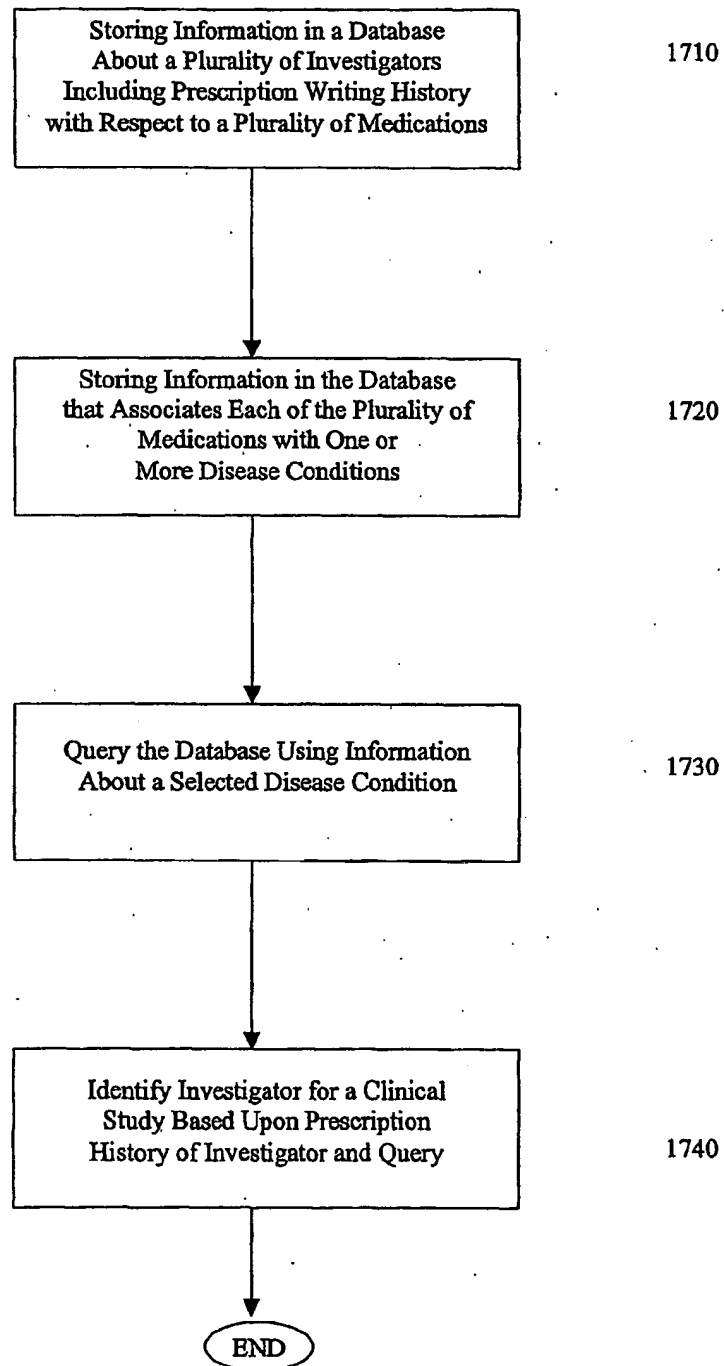 Storing Information in a Database
About a Plurality of Investigators
Including Prescription Writing History
with Respect to a Plurality of Medications
1710
Storing Information in the Database
that Associates Each of the Plurality of
Medications with One or
More Disease Conditions
1720
Query the Database Using Information
About a Selected Disease Condition
1730
Identify Investigator for a Clinical
Study Based Upon Prescription
History of Investigator and Query
1740
END